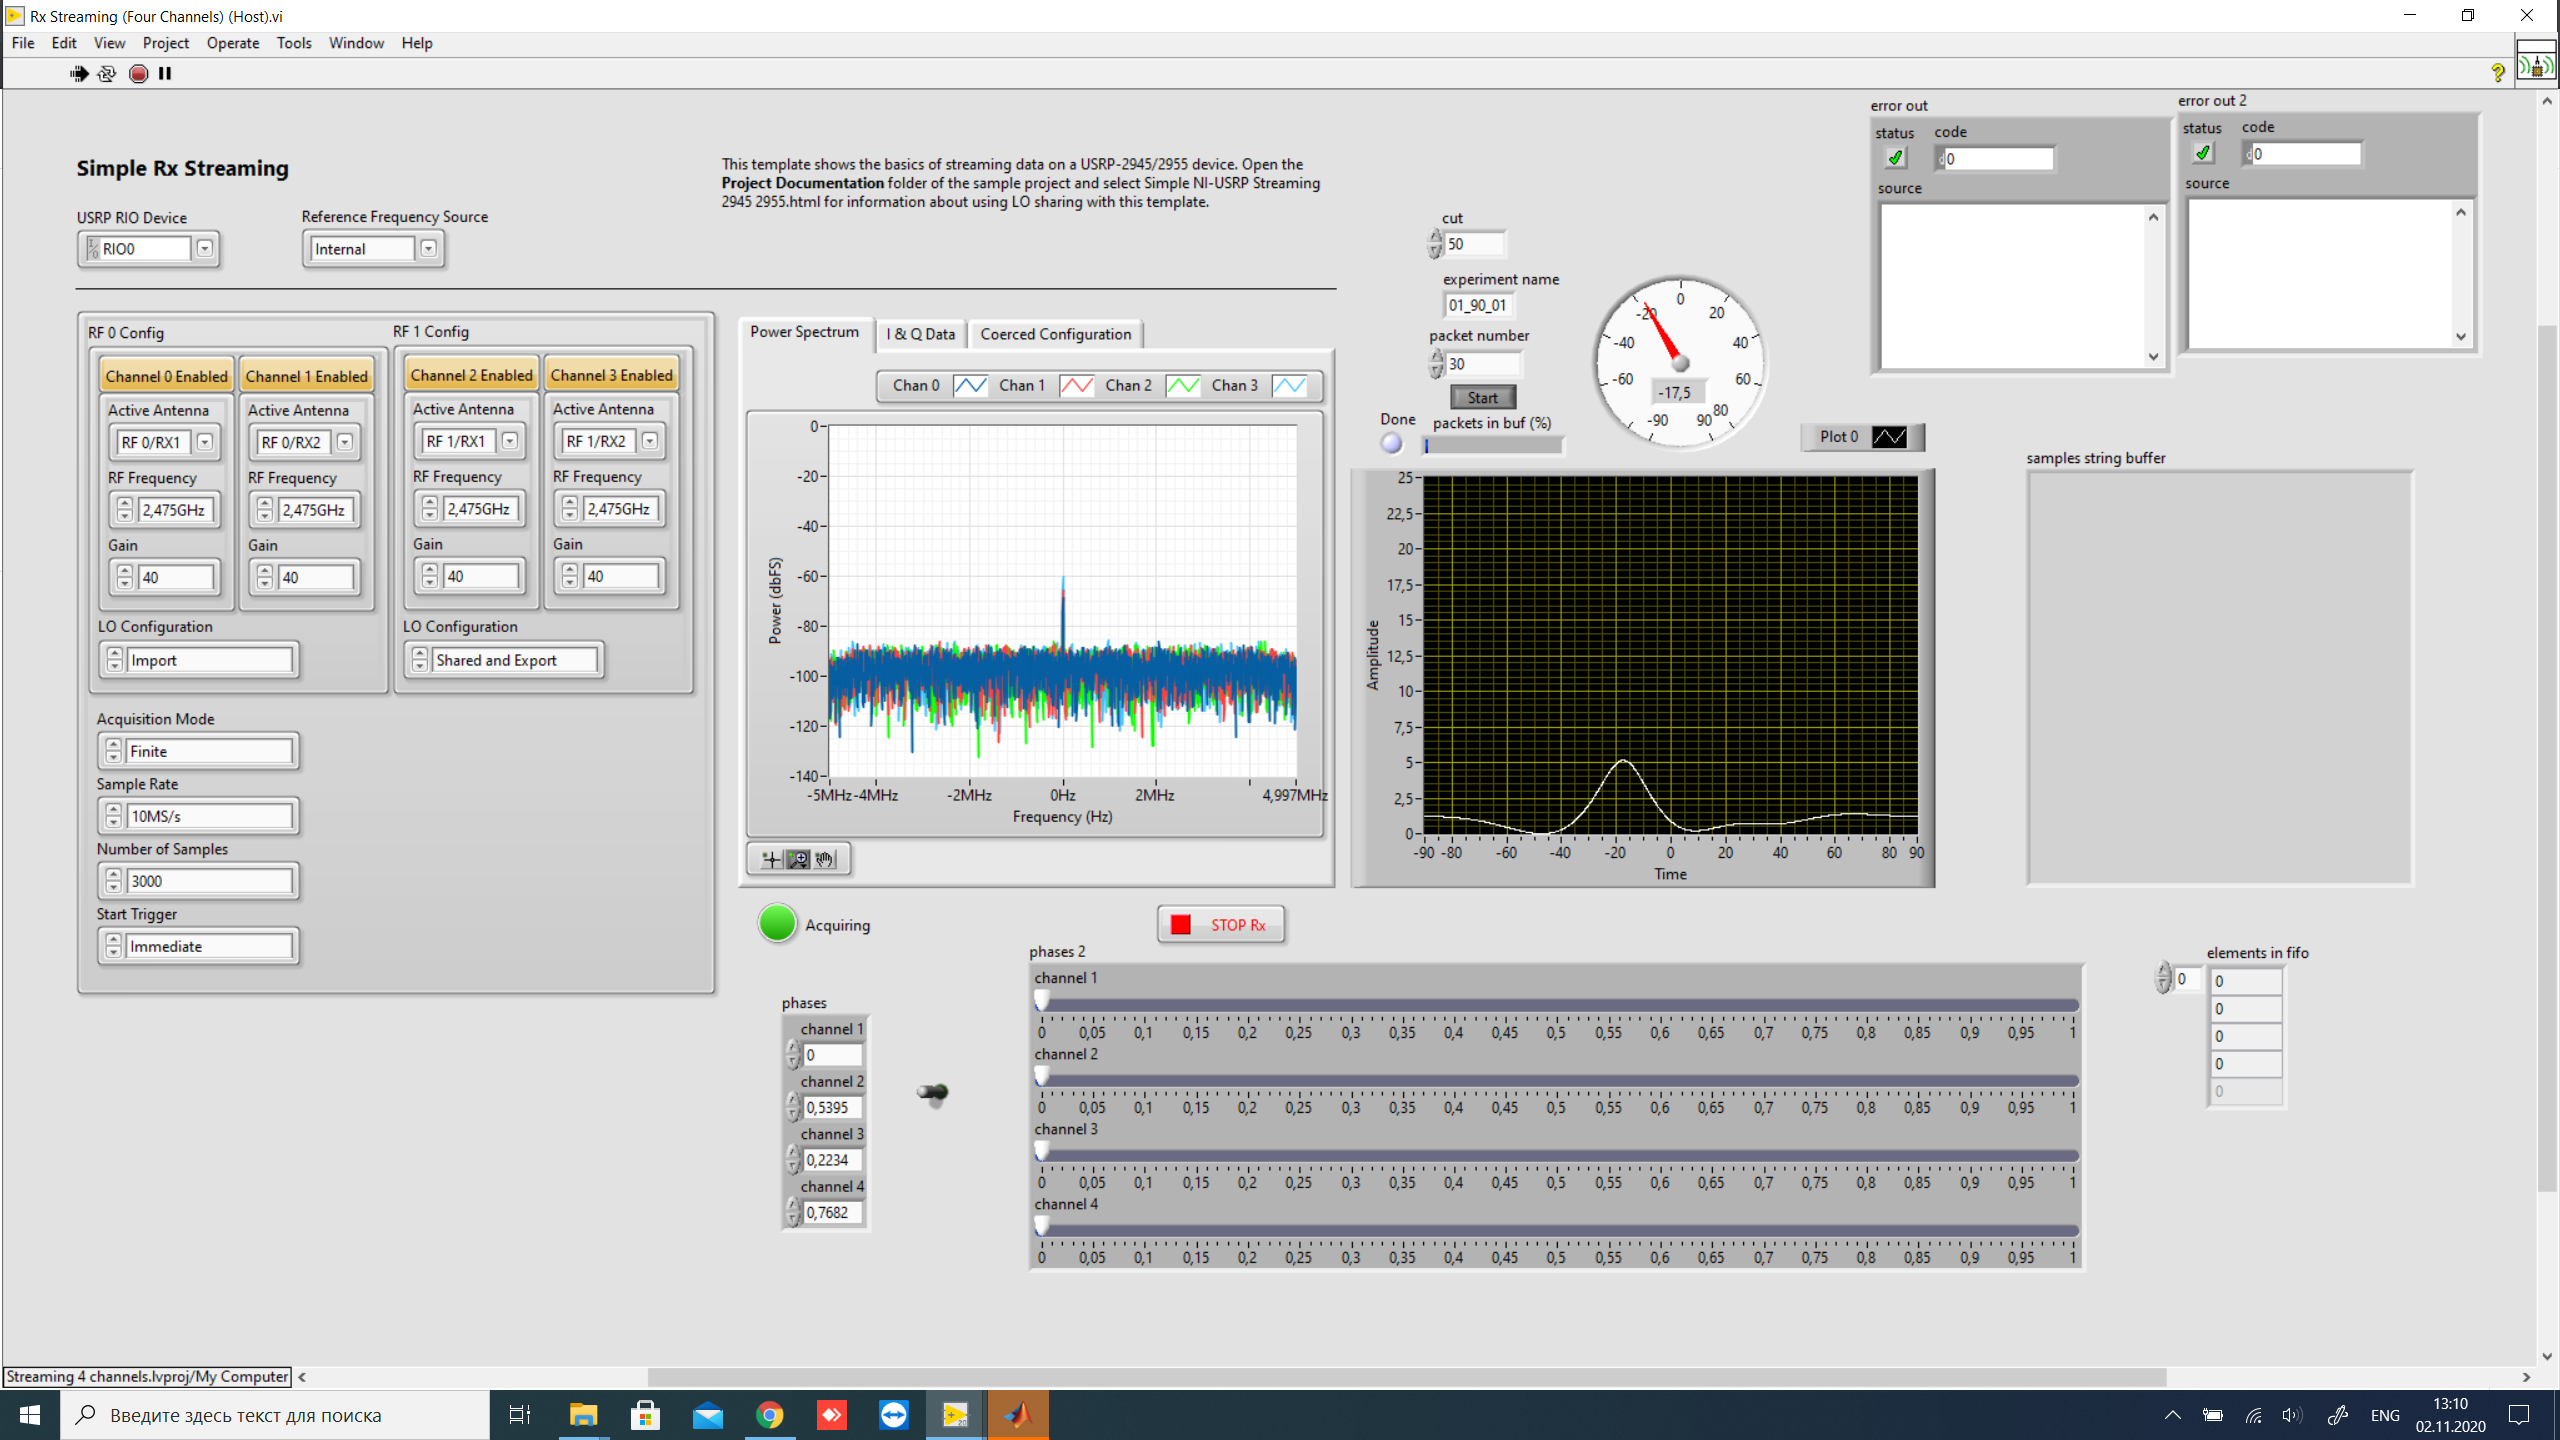 Rx Streaming (Four Channels) (Host).vi
File Edit View Project Operate Tools Window Help
Simple Rx Streaming
This template shows the basics of streaming data on a USRP-2945/2955 device. Open the
Project Documentation folder of the sample project and select Simple NI-USRP Streaming
2945 2955.html for information about using LO sharing with this template.
USRP RIO Device
RIO0
Reference Frequency Source
Internal
RF 0 Config
Channel 0 Enabled
Active Antenna
RF 0/RX1
RF Frequency
2,475GHz
Gain
40
Channel 1 Enabled
Active Antenna
RF 0/RX2
RF Frequency
2,475GHz
Gain
40
LO Configuration
Import
RF 1 Config
Channel 2 Enabled
Active Antenna
RF 1/RX1
RF Frequency
2,475GHz
Gain
40
Channel 3 Enabled
Active Antenna
RF 1/RX2
RF Frequency
2,475GHz
Gain
40
LO Configuration
Shared and Export
Acquisition Mode
Finite
Sample Rate
10MS/s
Number of Samples
3000
Start Trigger
Immediate
Power Spectrum I & Q Data Coerced Configuration
Chan 0 Chan 1 Chan 2 Chan 3
Power (dbFS)
0
-20
-40
-60
-80
-100
-120
-140
-5MHz -4MHz -2MHz 0Hz 2MHz 4,997MHz
Frequency (Hz)
Acquiring
STOP Rx
cut
50
experiment name
01_90_01
packet number
30
Start
Done
packets in buf (%)
-90 -60 -40 -20 0 20 40 60 80 90
-17,5
Plot 0
Amplitude
25
22,5
20
17,5
15
12,5
10
7,5
5
2,5
0
-90 -80 -60 -40 -20 0 20 40 60 80 90
Time
error out
status code
0
source
error out 2
status code
0
source
samples string buffer
phases
channel 1
0
channel 2
0,5395
channel 3
0,2234
channel 4
0,7682
phases 2
channel 1
0 0,05 0,1 0,15 0,2 0,25 0,3 0,35 0,4 0,45 0,5 0,55 0,6 0,65 0,7 0,75 0,8 0,85 0,9 0,95 1
channel 2
0 0,05 0,1 0,15 0,2 0,25 0,3 0,35 0,4 0,45 0,5 0,55 0,6 0,65 0,7 0,75 0,8 0,85 0,9 0,95 1
channel 3
0 0,05 0,1 0,15 0,2 0,25 0,3 0,35 0,4 0,45 0,5 0,55 0,6 0,65 0,7 0,75 0,8 0,85 0,9 0,95 1
channel 4
0 0,05 0,1 0,15 0,2 0,25 0,3 0,35 0,4 0,45 0,5 0,55 0,6 0,65 0,7 0,75 0,8 0,85 0,9 0,95 1
elements in fifo
0
0
0
0
0
0
Streaming 4 channels.lvproj/My Computer
Введите здесь текст для поиска
ENG
13:10
02.11.2020